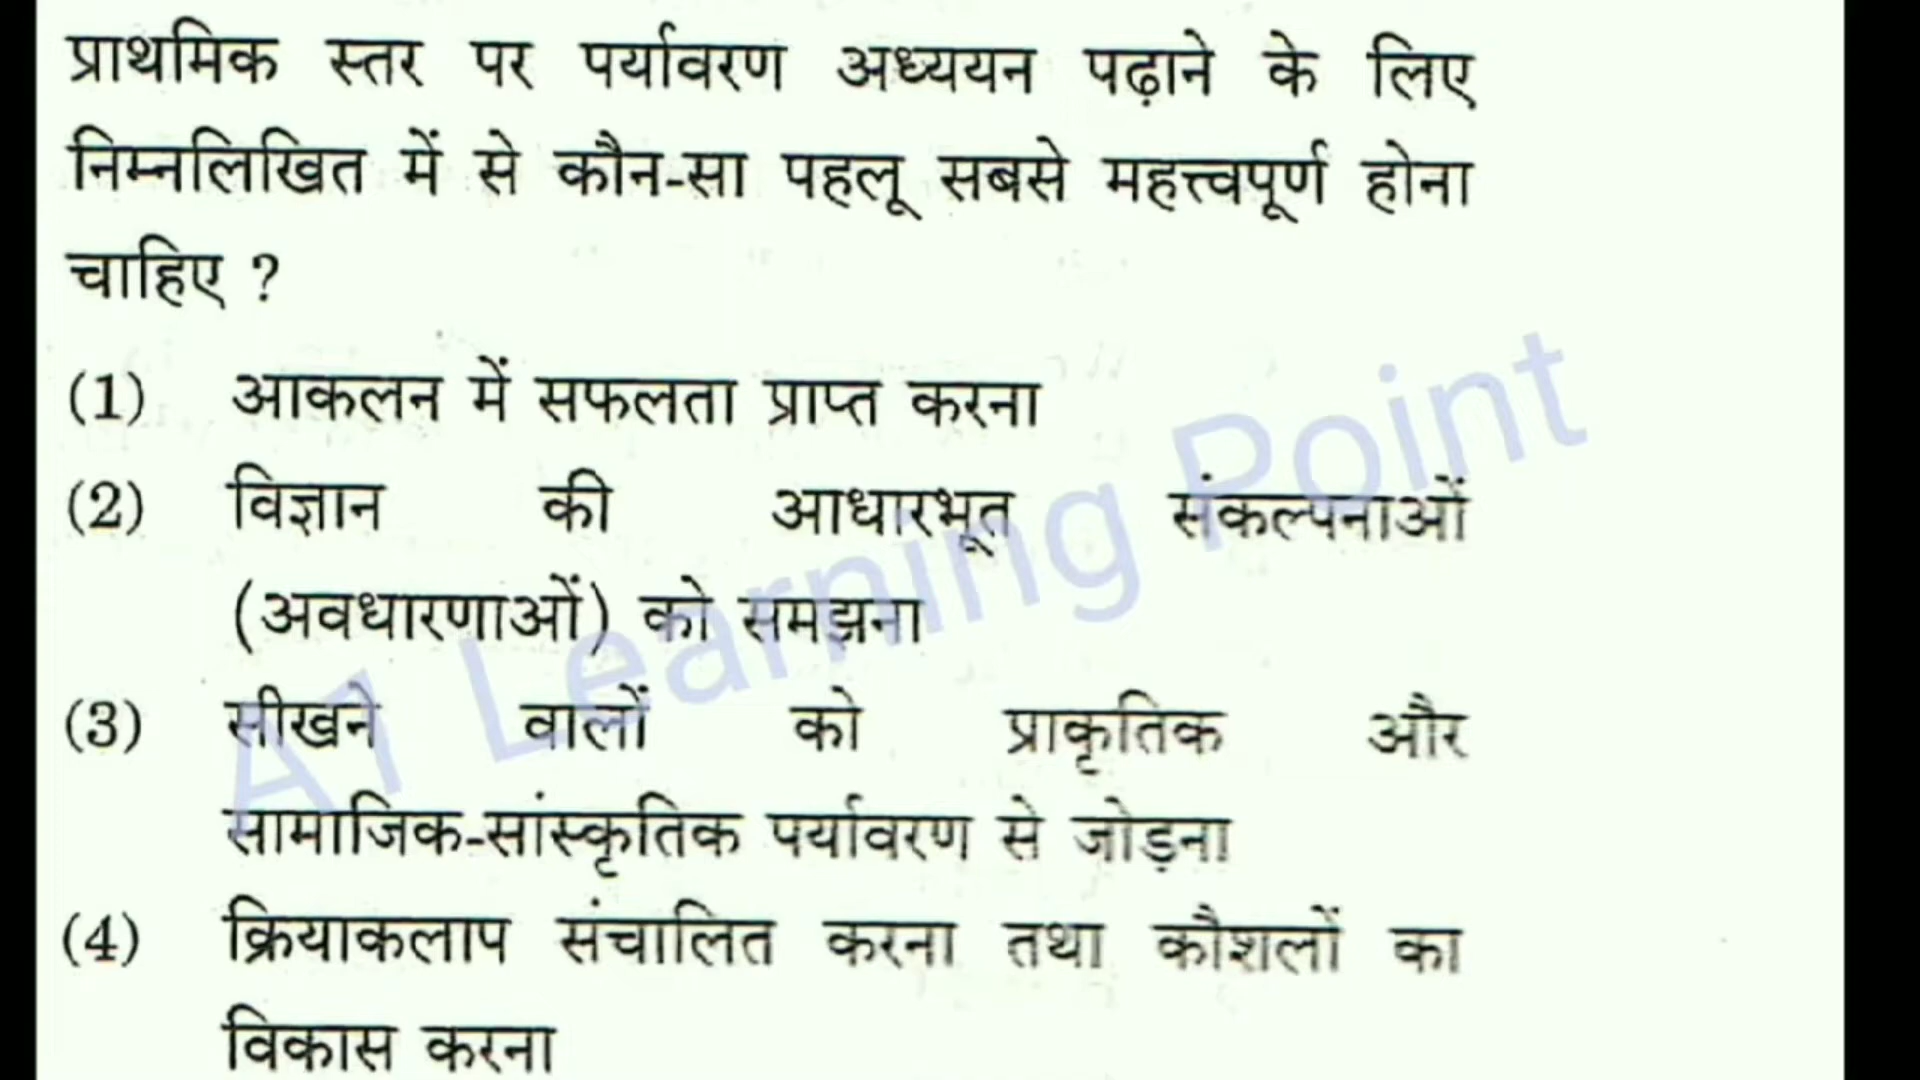 प्राथमिक स्तर पर पर्यावरण अध्ययन पढ़ाने के लिए
निम्नलिखित में से कौन-सा पहलू सबसे महत्त्वपूर्ण होना
चाहिए ?
(1) आकलन में सफलता प्राप्त करना
(2) विज्ञान की आधारभूत संकल्पनाओं
(अवधारणाओं) को समझना
(3) सीखने वालों को प्राकृतिक और
सामाजिक-सांस्कृतिक पर्यावरण से जोड़ना
(4) क्रियाकलाप संचालित करना तथा कौशलों का
विकास करना
A1 Learning Point